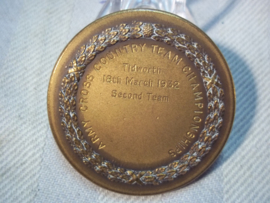 ARMY CROSS COUNTRY TEAM CHAMPIONSHIPS
Tidworth
18th March 1932
Second Team